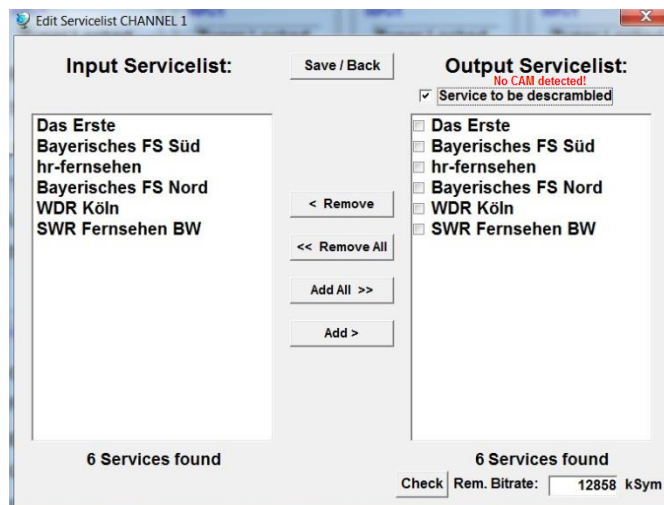 Edit Servicelist CHANNEL 1
Input Servicelist:
Save / Back
Output Servicelist:
No CAM detected!
Service to be descrambled
Das Erste
Bayerisches FS Süd
hr-fernsehen
Bayerisches FS Nord
WDR Köln
SWR Fernsehen BW
< Remove
<< Remove All
Add All >>
Add >
Das Erste
Bayerisches FS Süd
hr-fernsehen
Bayerisches FS Nord
WDR Köln
SWR Fernsehen BW
6 Services found
6 Services found
Check Rem. Bitrate: 12858 kSym